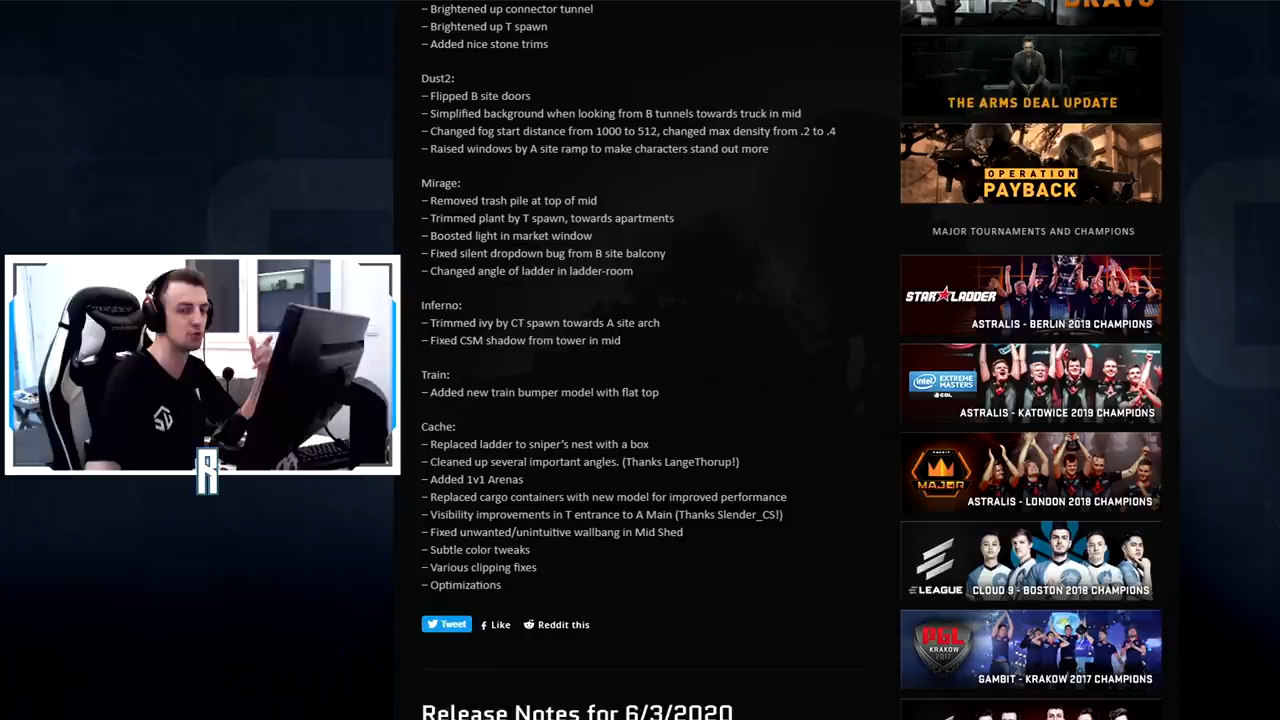 – Brightened up connector tunnel
– Brightened up T spawn
– Added nice stone trims
Dust2:
– Flipped B site doors
– Simplified background when looking from B tunnels towards truck in mid
– Changed fog start distance from 1000 to 512, changed max density from .2 to .4
– Raised windows by A site ramp to make characters stand out more
Mirage:
– Removed trash pile at top of mid
– Trimmed plant by T spawn, towards apartments
– Boosted light in market window
– Fixed silent dropdown bug from B site balcony
– Changed angle of ladder in ladder-room
Inferno:
– Trimmed ivy by CT spawn towards A site arch
– Fixed CSM shadow from tower in mid
Train:
– Added new train bumper model with flat top
Cache:
– Replaced ladder to sniper’s nest with a box
– Cleaned up several important angles. (Thanks LangeThorup!)
– Added 1v1 Arenas
– Replaced cargo containers with new model for improved performance
– Visibility improvements in T entrance to A Main (Thanks Slender_CS!)
– Fixed unwanted/unintuitive wallbang in Mid Shed
– Subtle color tweaks
– Various clipping fixes
– Optimizations
Tweet Like Reddit this
Release Notes for 6/3/2020
BRAVO
THE ARMS DEAL UPDATE
OPERATION
PAYBACK
MAJOR TOURNAMENTS AND CHAMPIONS
STAR LADDER
ASTRALIS - BERLIN 2019 CHAMPIONS
intel EXTREME
MASTERS
ESL
ASTRALIS - KATOWICE 2019 CHAMPIONS
FACEIT
MAJOR
ASTRALIS - LONDON 2018 CHAMPIONS
ELEAGUE
CLOUD 9 - BOSTON 2018 CHAMPIONS
PGL
KRAKOW
2017
GAMBIT - KRAKOW 2017 CHAMPIONS
R